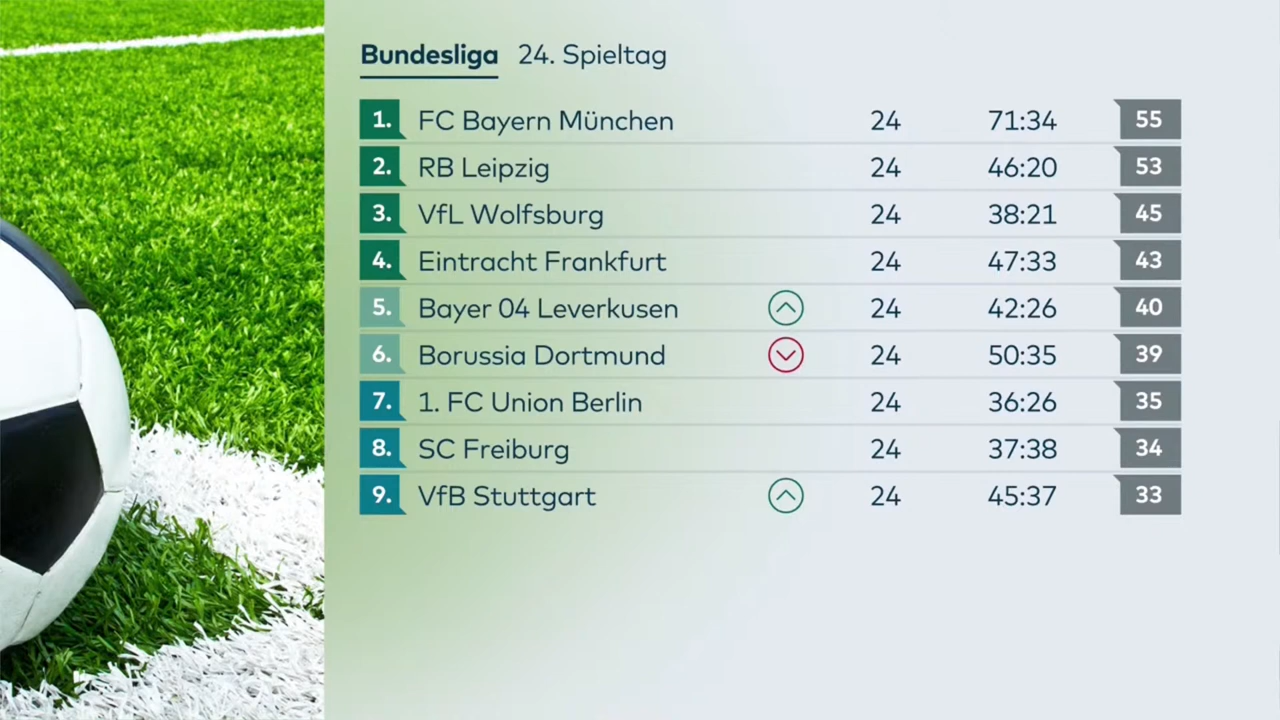 Bundesliga 24. Spieltag
1. FC Bayern München 24 71:34 55
2. RB Leipzig 24 46:20 53
3. VfL Wolfsburg 24 38:21 45
4. Eintracht Frankfurt 24 47:33 43
5. Bayer 04 Leverkusen 24 42:26 40
6. Borussia Dortmund 24 50:35 39
7. 1. FC Union Berlin 24 36:26 35
8. SC Freiburg 24 37:38 34
9. VfB Stuttgart 24 45:37 33